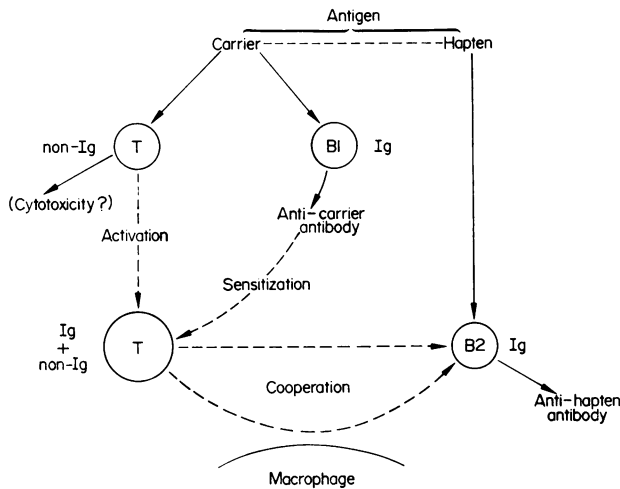 Antigen
Carrier
Hapten
non-Ig
T
B1
Ig
(Cytotoxicity?)
Anti-carrier
antibody
Activation
Sensitization
Ig
+
non-Ig
T
B2
Ig
Cooperation
Anti-hapten
antibody
Macrophage